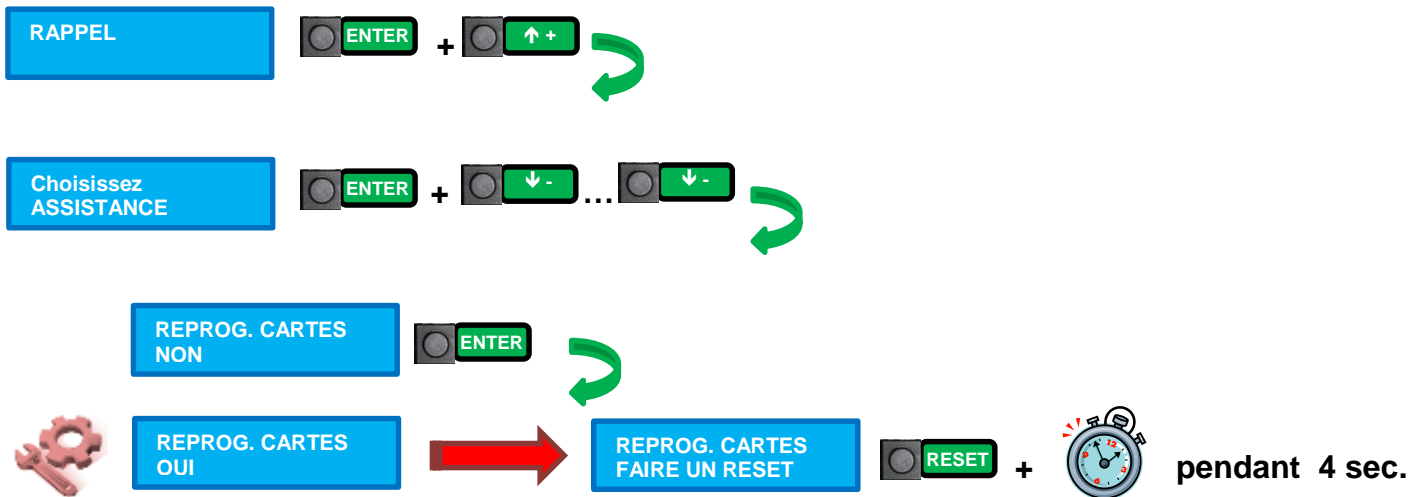 RAPPEL ENTER + ↑ +
Choisissez
ASSISTANCE ENTER + ↓ - ... ↓ -
REPROG. CARTES
NON ENTER
REPROG. CARTES
OUI
REPROG. CARTES
FAIRE UN RESET RESET + pendant 4 sec.